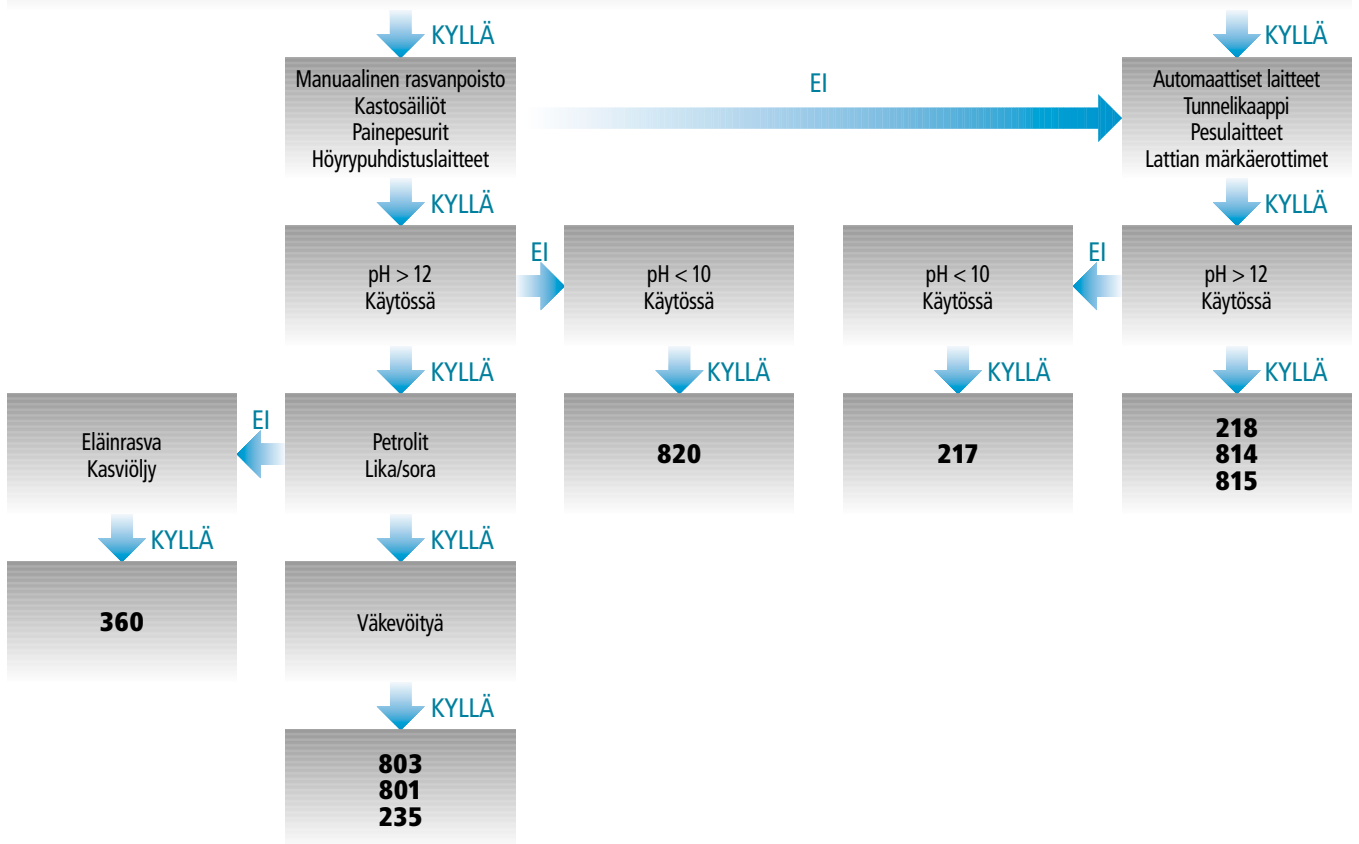 KYLLÄ
KYLLÄ
Manuaalinen rasvanpoisto
Kastosäiliöt
Painepesurit
Höyrypuhdistuslaitteet
EI
Automaattiset laitteet
Tunnelikaappi
Pesulaitteet
Lattian märkäerottimet
KYLLÄ
KYLLÄ
pH > 12
Käytössä
EI
pH < 10
Käytössä
pH < 10
Käytössä
EI
pH > 12
Käytössä
KYLLÄ
KYLLÄ
KYLLÄ
KYLLÄ
Eläinrasva
Kasviöljy
EI
Petrolit
Lika/sora
820
217
218
814
815
KYLLÄ
KYLLÄ
360
Väkevöityä
KYLLÄ
803
801
235